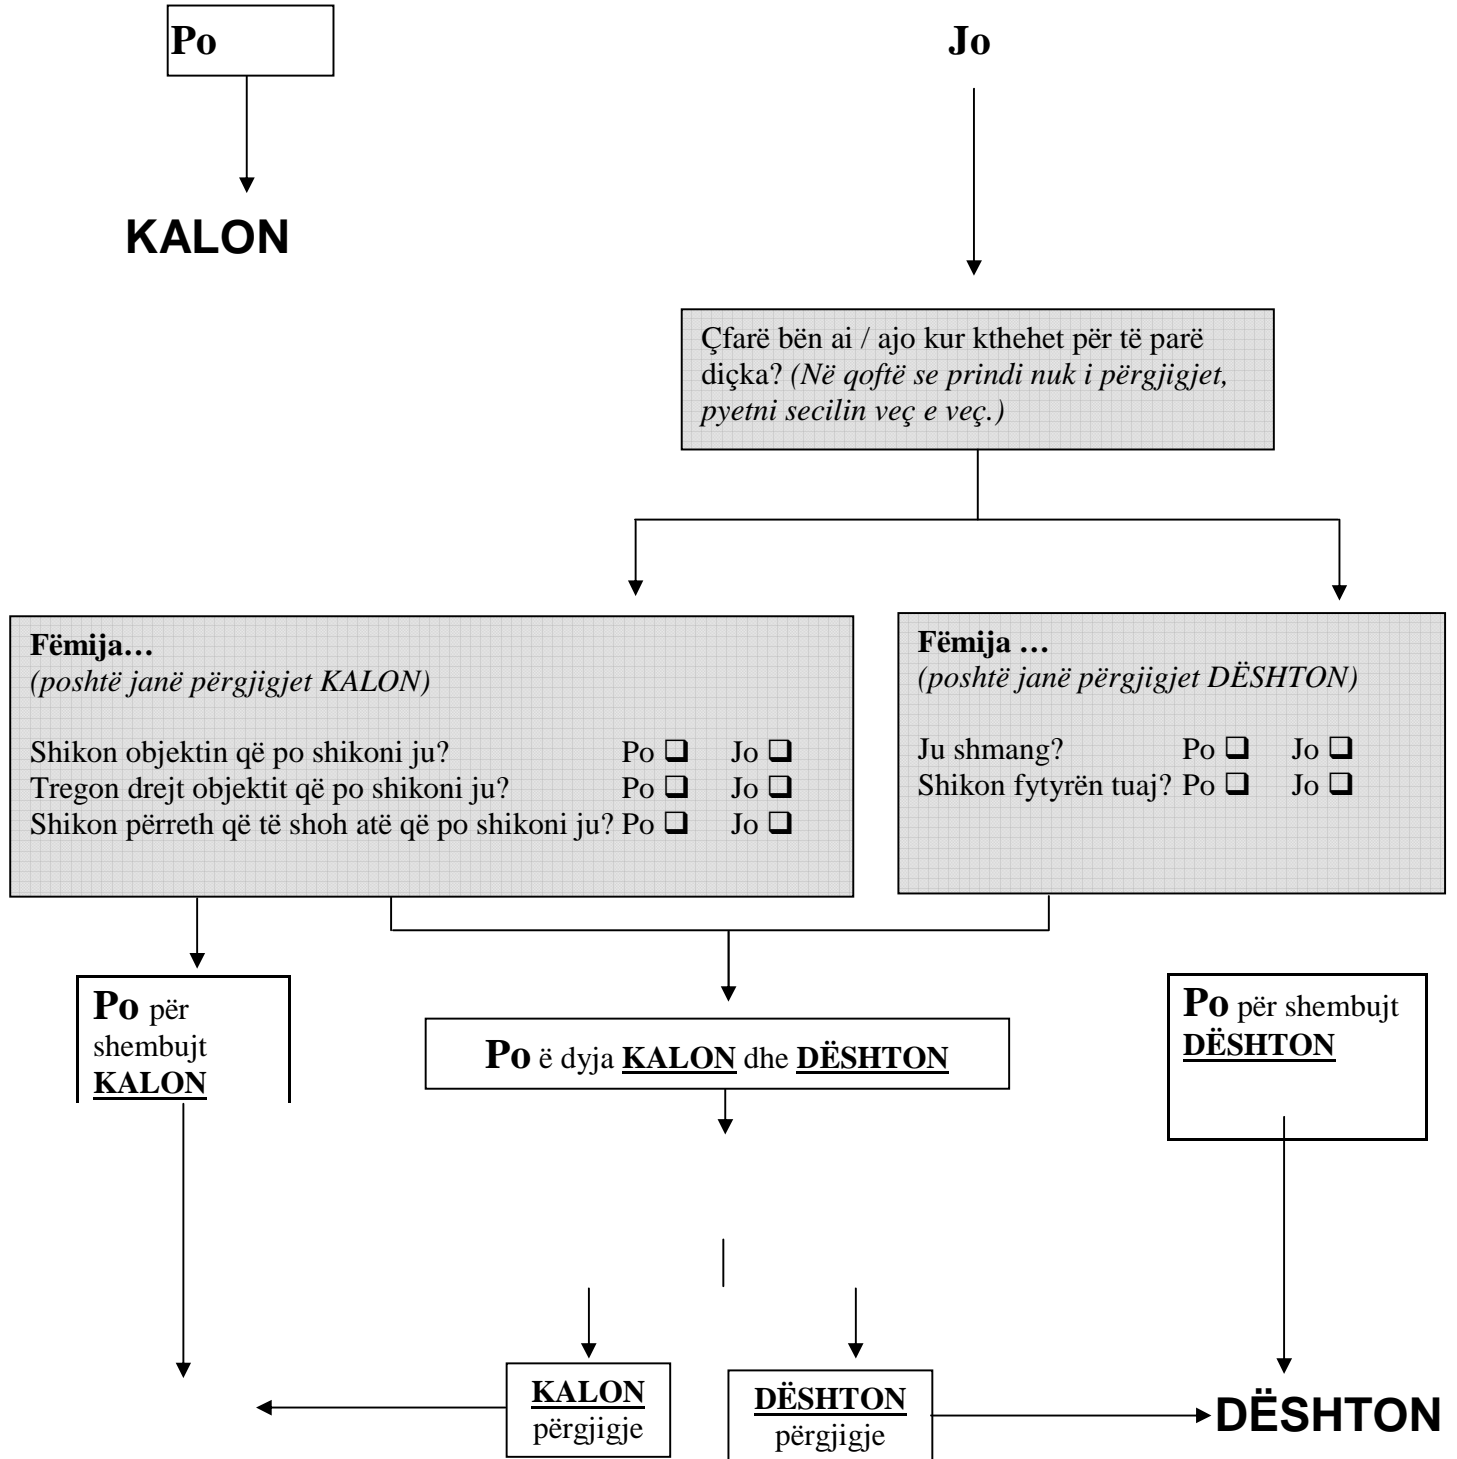 Po
Jo
KALON
Çfarë bën ai / ajo kur kthehet për të parë
diçka? (Në qoftë se prindi nuk i përgjigjet,
pyetni secilin veç e veç.)
Fëmija…
(poshtë janë përgjigjet KALON)
Shikon objektin që po shikoni ju? Po ❑ Jo ❑
Tregon drejt objektit që po shikoni ju? Po ❑ Jo ❑
Shikon përreth që të shoh atë që po shikoni ju? Po ❑ Jo ❑
Fëmija …
(poshtë janë përgjigjet DËSHTON)
Ju shmang? Po ❑ Jo ❑
Shikon fytyrën tuaj? Po ❑ Jo ❑
Po për
shembujt
KALON
Po ë dyja KALON dhe DËSHTON
Po për shembujt
DËSHTON
KALON
përgjigje
DËSHTON
përgjigje
DËSHTON